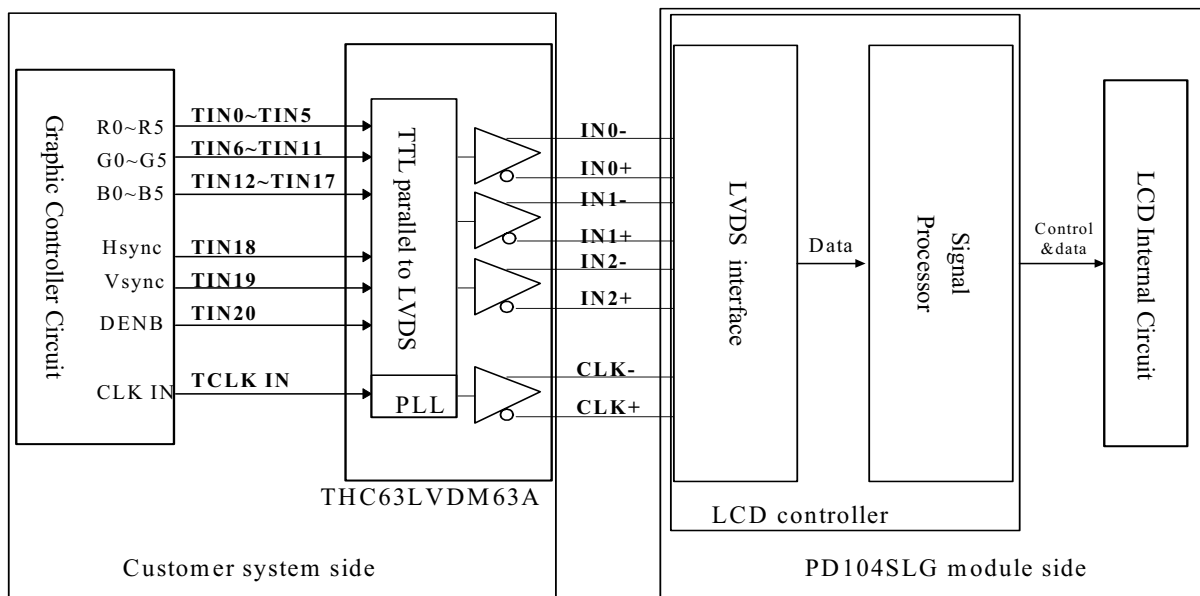 Graphic Controller Circuit
R0~R5
G0~G5
B0~B5
Hsync
Vsync
DENB
CLK IN
TIN0~TIN5
TIN6~TIN11
TIN12~TIN17
TIN18
TIN19
TIN20
TCLK IN
TTL parallel to LVDS
PLL
THC63LVDM63A
Customer system side
IN0-
IN0+
IN1-
IN1+
IN2-
IN2+
CLK-
CLK+
LVDS interface
Data
Signal
Processor
LCD controller
Control
&data
LCD Internal Circuit
PD104SLG module side